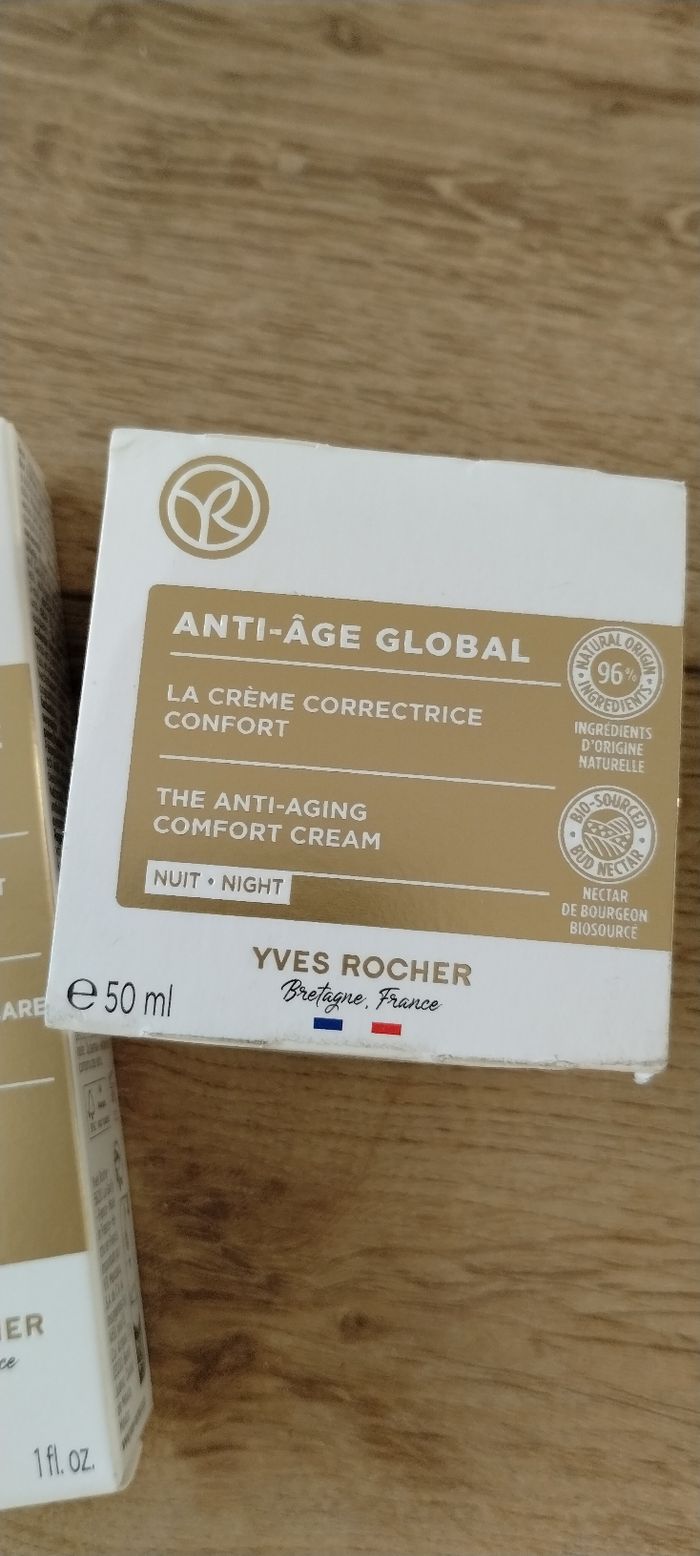 ANTI-ÂGE GLOBAL
LA CRÈME CORRECTRICE
CONFORT
THE ANTI-AGING
COMFORT CREAM
NUIT • NIGHT
NATURAL ORIGIN
96%
INGREDIENTS
INGRÉDIENTS
D'ORIGINE
NATURELLE
BIO-SOURCED
BUD NECTAR
NECTAR
DE BOURGEON
BIOSOURCÉ
YVES ROCHER
Bretagne, France
e 50 ml
1 fl. oz.